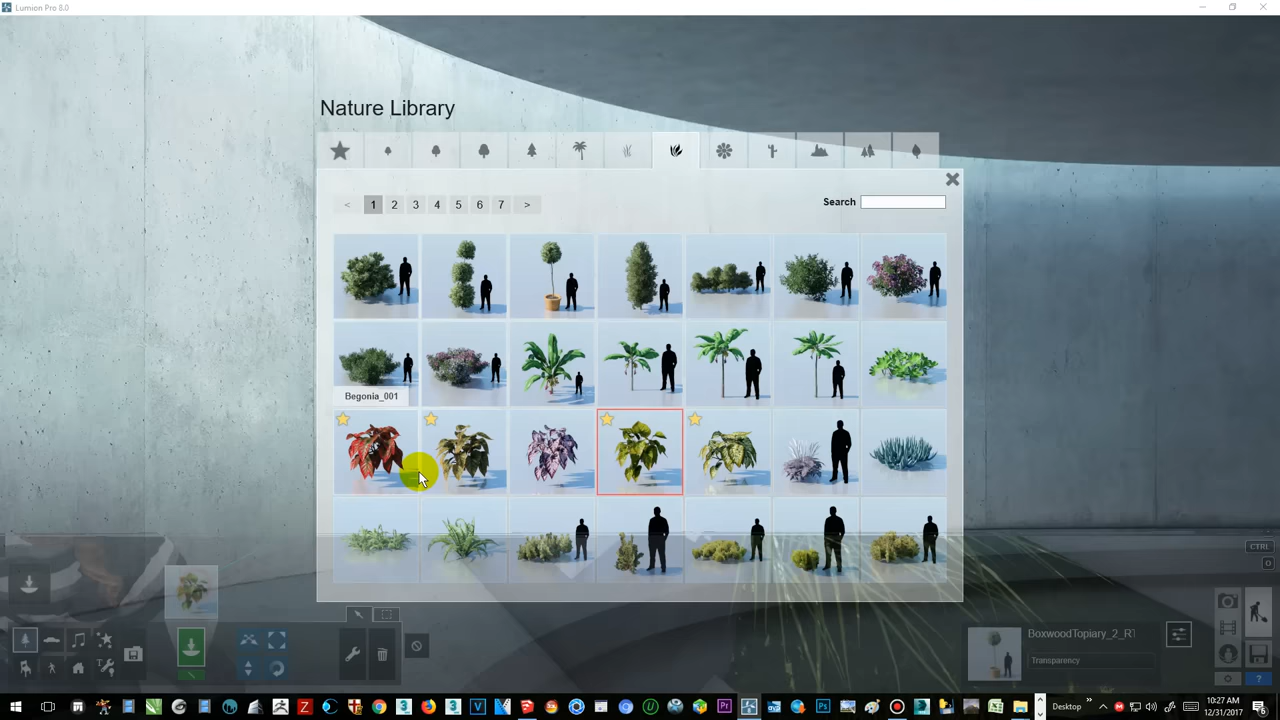 Lumion Pro 8.0
Nature Library
< 1 2 3 4 5 6 7 >
Search
Begonia_001
CTRL
O
BoxwoodTopiary_2_RT
Transparency
?
Desktop
10:27 AM
12/31/2017